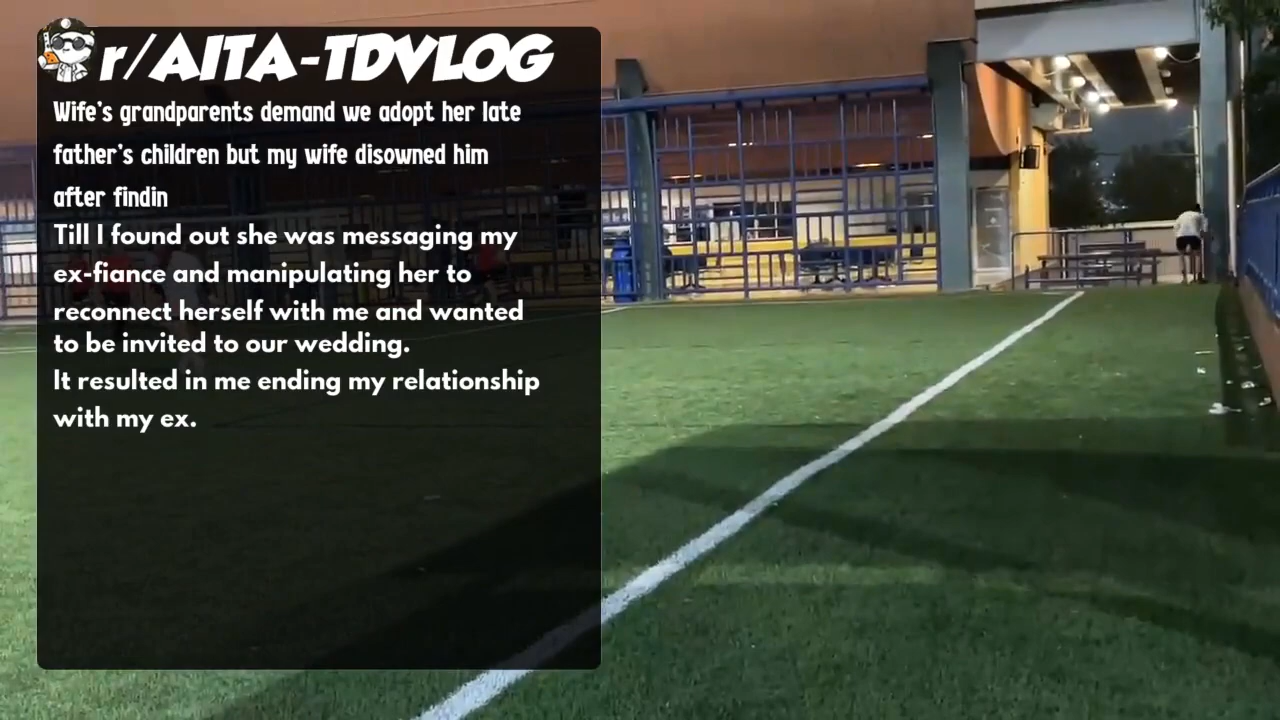 r/AITA-TDVLOG
Wife's grandparents demand we adopt her late
father's children but my wife disowned him
after findin
Till I found out she was messaging my
ex-fiance and manipulating her to
reconnect herself with me and wanted
to be invited to our wedding.
It resulted in me ending my relationship
with my ex.